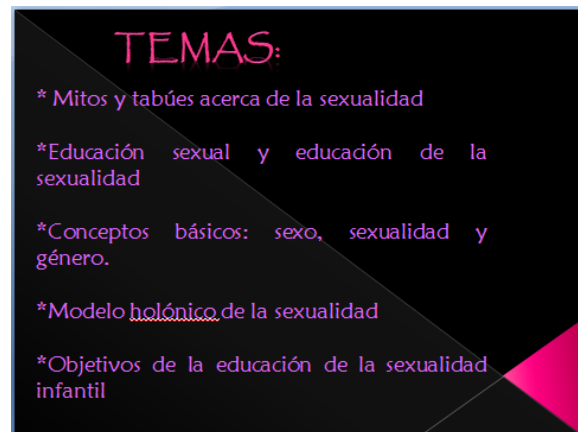 TEMAS:
* Mitos y tabúes acerca de la sexualidad
*Educación sexual y educación de la
sexualidad
*Conceptos básicos: sexo, sexualidad y
género.
*Modelo holónico de la sexualidad
*Objetivos de la educación de la sexualidad
infantil